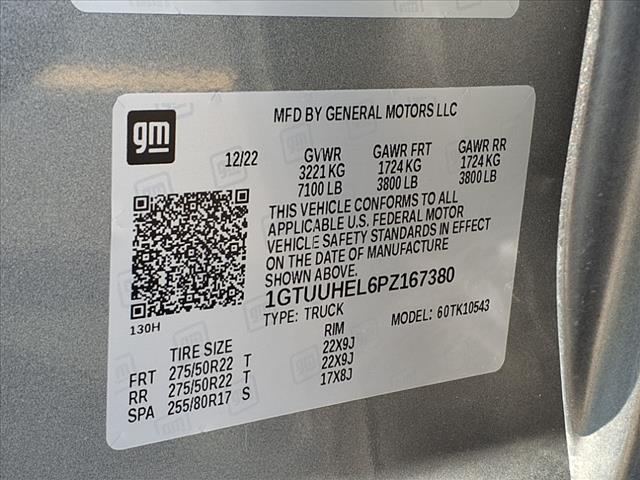 gm
MFD BY GENERAL MOTORS LLC
12/22 GVWR GAWR FRT GAWR RR
3221 KG 1724 KG 1724 KG
7100 LB 3800 LB 3800 LB
THIS VEHICLE CONFORMS TO ALL
APPLICABLE U.S. FEDERAL MOTOR
VEHICLE SAFETY STANDARDS IN EFFECT
ON THE DATE OF MANUFACTURE
SHOWN ABOVE.
1GTUUHEL6PZ167380
TYPE: TRUCK MODEL: 60TK10543
130H
TIRE SIZE RIM
FRT 275/50R22 T 22X9J
RR 275/50R22 T 22X9J
SPA 255/80R17 S 17X8J